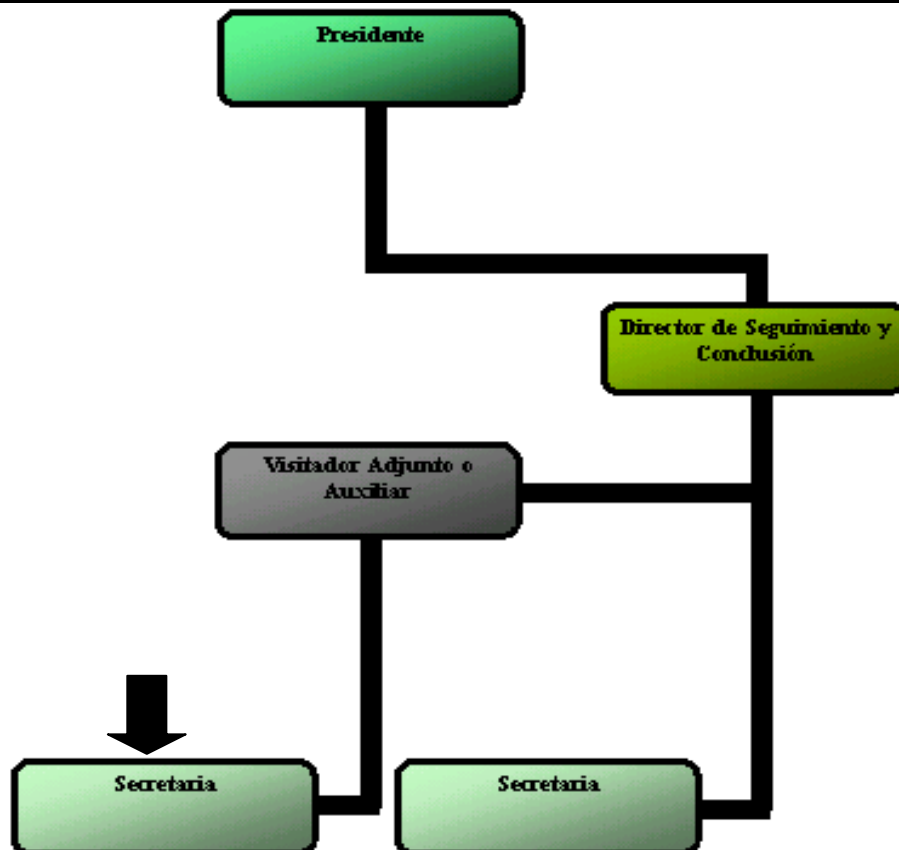 Presidente
Director de Seguimiento y
Conclusión
Visitador Adjunto o
Auxiliar
Secretaria
Secretaria